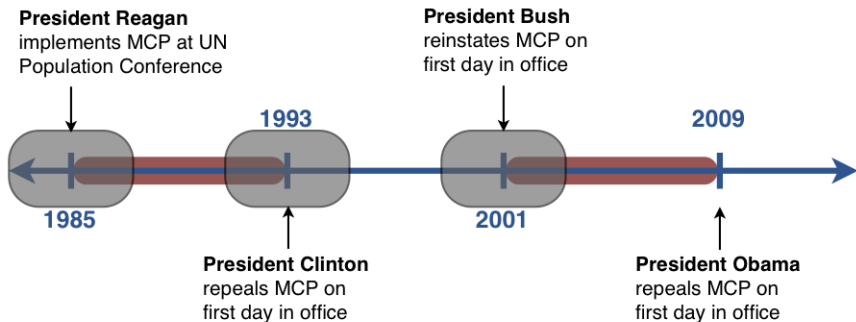 President Reagan
implements MCP at UN
Population Conference
President Bush
reinstates MCP on
first day in office
1993
2009
1985
2001
President Clinton
repeals MCP on
first day in office
President Obama
repeals MCP on
first day in office